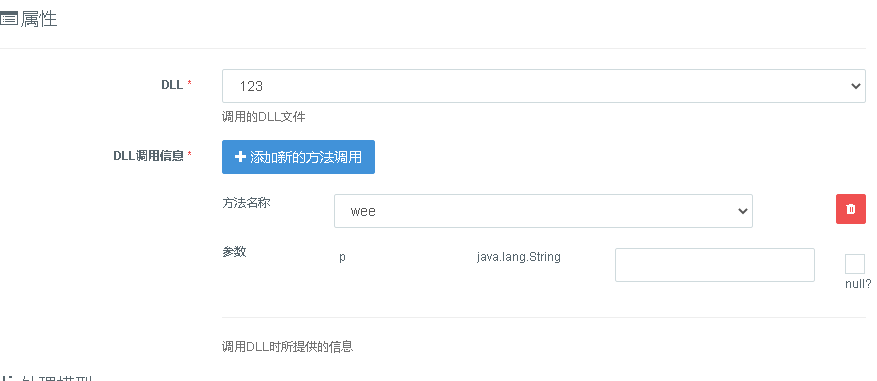 属性
DLL *
123
调用的DLL文件
DLL调用信息 *
添加新的方法调用
方法名称
wee
参数
p
java.lang.String
null?
调用DLL时所提供的信息